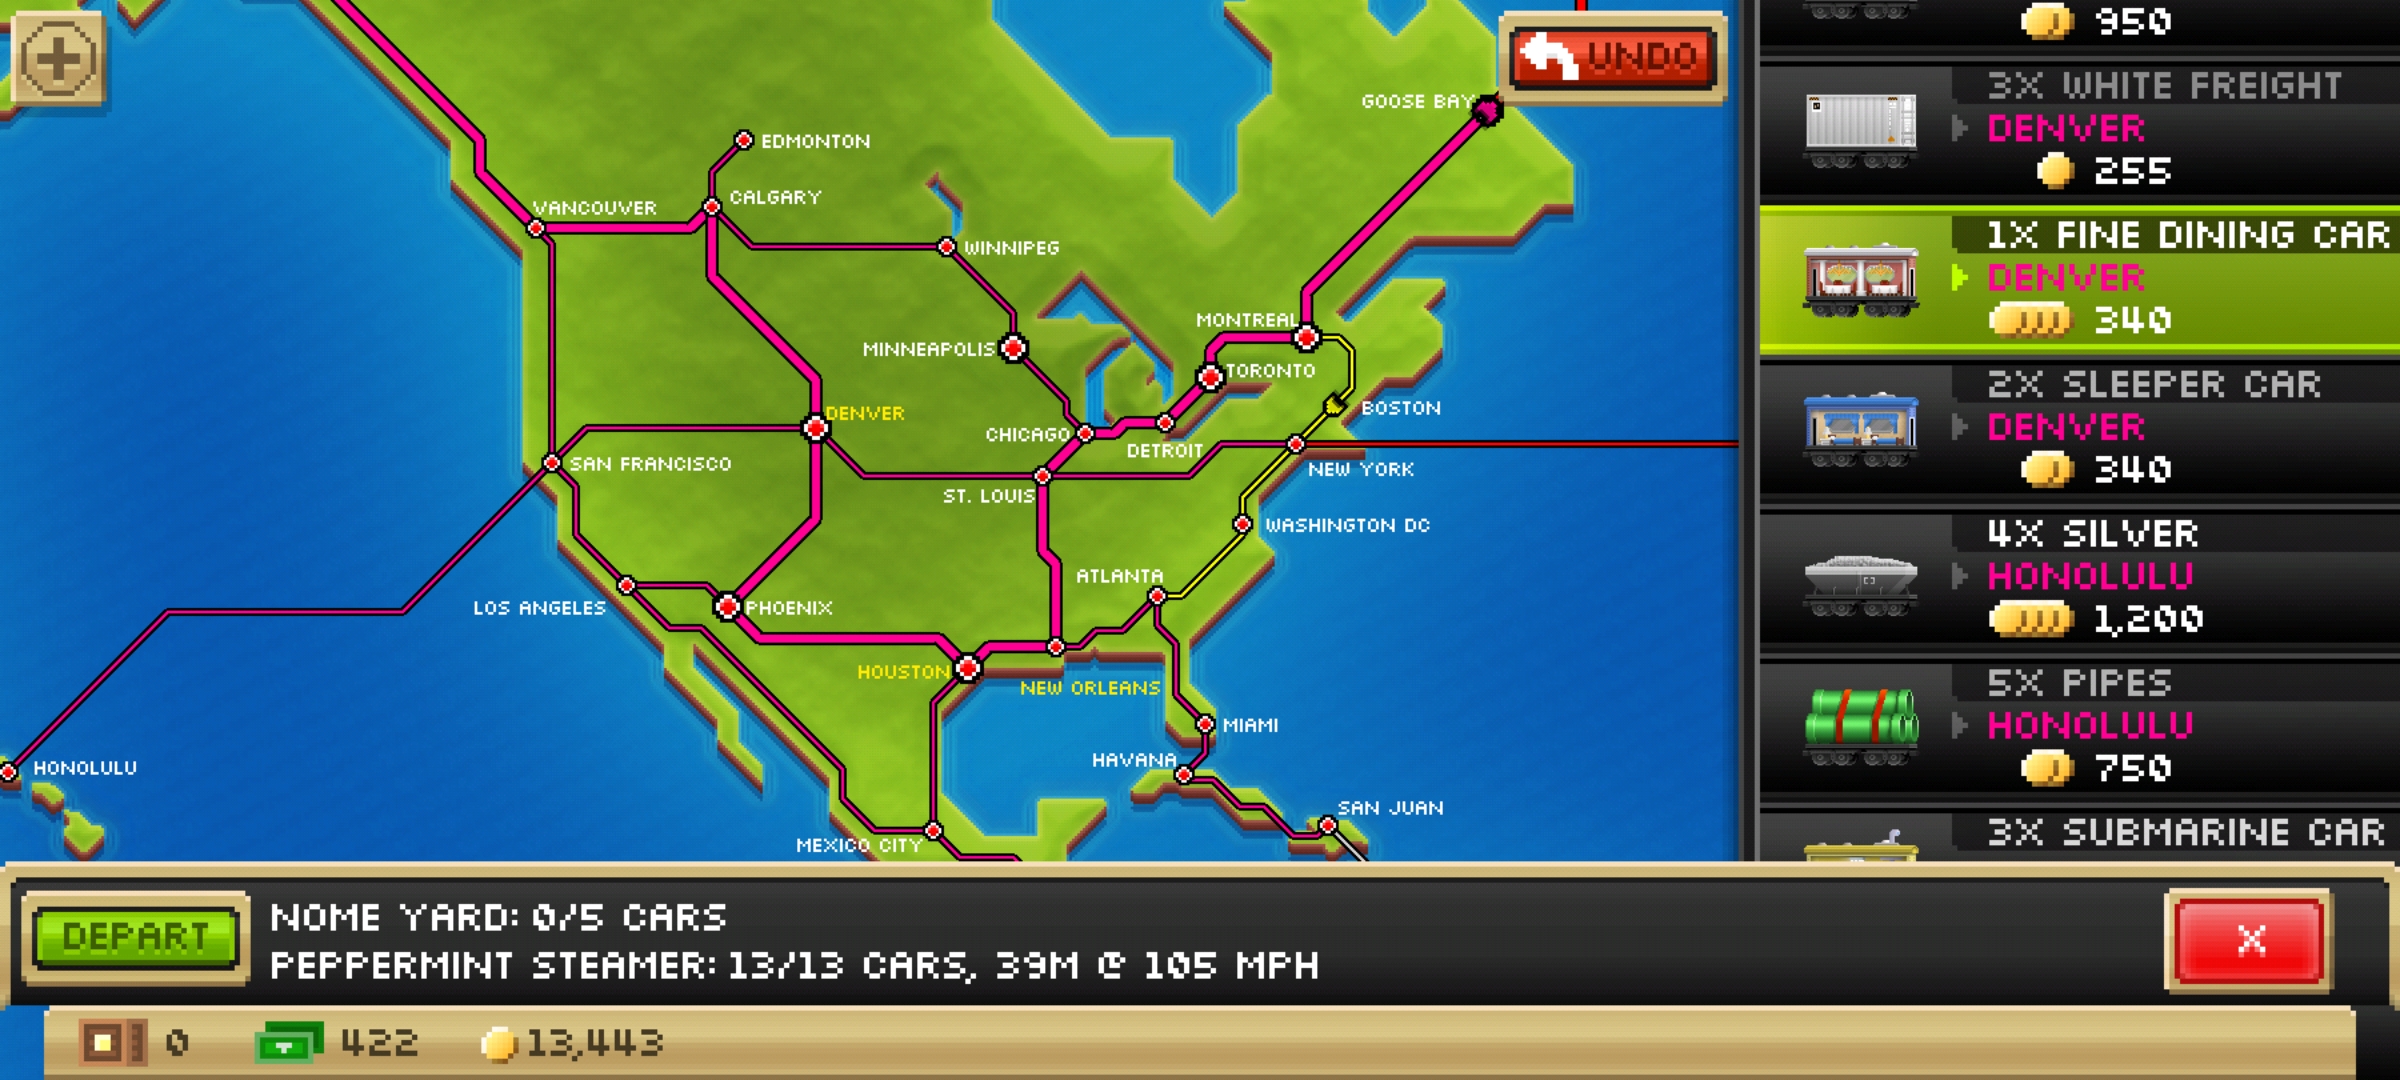 UNDO
GOOSE BAY
EDMONTON
CALGARY
VANCOUVER
WINNIPEG
MONTREAL
MINNEAPOLIS
TORONTO
DENVER
BOSTON
CHICAGO
DETROIT
SAN FRANCISCO
NEW YORK
ST. LOUIS
WASHINGTON DC
ATLANTA
LOS ANGELES
PHOENIX
HOUSTON
NEW ORLEANS
MIAMI
HAVANA
HONOLULU
SAN JUAN
MEXICO CITY
950
3X WHITE FREIGHT
DENVER
255
1X FINE DINING CAR
DENVER
340
2X SLEEPER CAR
DENVER
340
4X SILVER
HONOLULU
1,200
5X PIPES
HONOLULU
750
3X SUBMARINE CAR
DEPART
NOME YARD: 0/5 CARS
PEPPERMINT STEAMER: 13/13 CARS, 39M @ 105 MPH
X
0
422
13,443